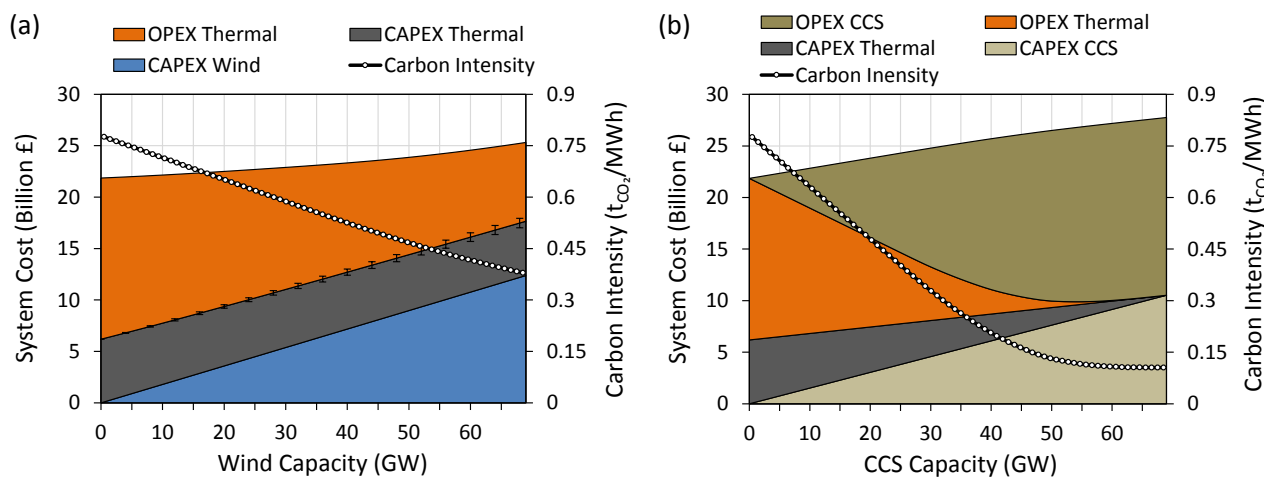 (a)
OPEX Thermal
CAPEX Thermal
CAPEX Wind
Carbon Intensity
30
25
20
15
10
5
0
System Cost (Billion £)
0.9
0.75
0.6
0.45
0.3
0.15
0
Carbon Intensity (tCO₂/MWh)
0 10 20 30 40 50 60
Wind Capacity (GW)
(b)
OPEX CCS
OPEX Thermal
CAPEX Thermal
CAPEX CCS
Carbon Inensity
30
25
20
15
10
5
0
System Cost (Billion £)
0.9
0.75
0.6
0.45
0.3
0.15
0
Carbon Intensity (tCO₂/MWh)
0 10 20 30 40 50 60
CCS Capacity (GW)